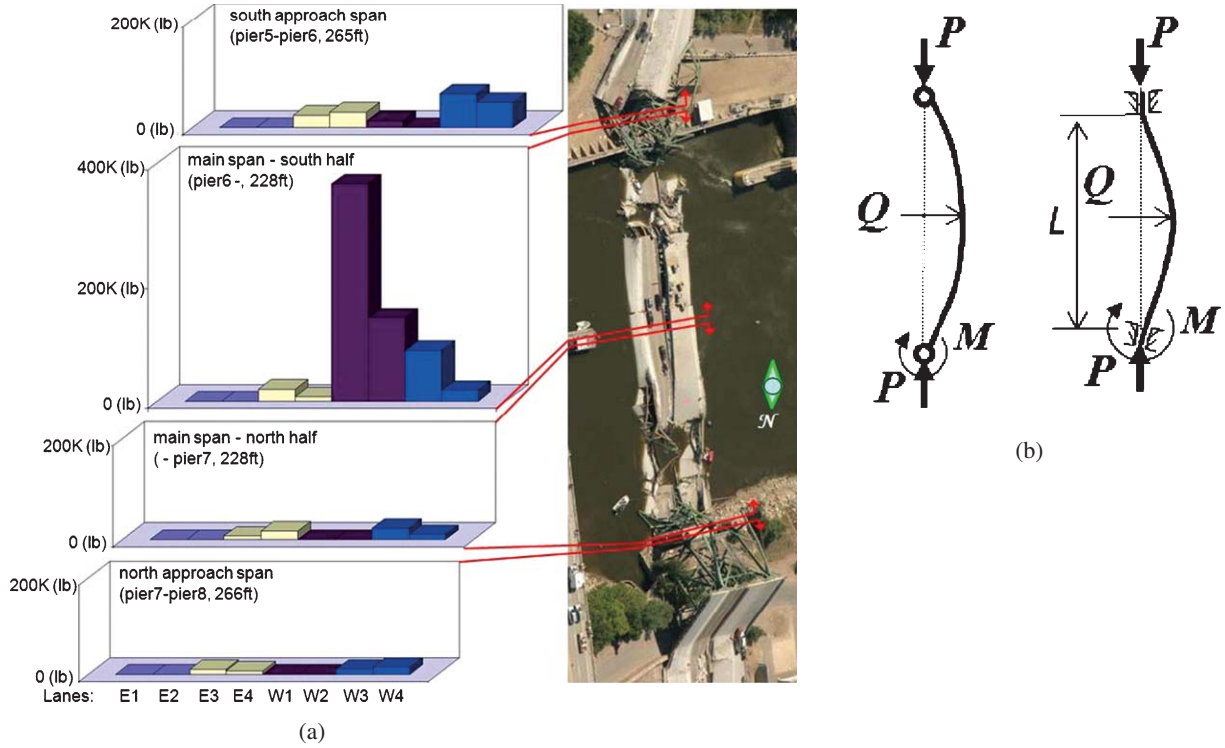 200K (lb)
south approach span
(pier5-pier6, 265ft)
0 (lb)
400K (lb)
main span - south half
(pier6 -, 228ft)
200K (lb)
0 (lb)
200K (lb)
main span - north half
( - pier7, 228ft)
0 (lb)
200K (lb)
north approach span
(pier7-pier8, 266ft)
0 (lb)
Lanes: E1 E2 E3 E4 W1 W2 W3 W4
N
(a)
P
Q
M
P
P
L
Q
M
P
(b)